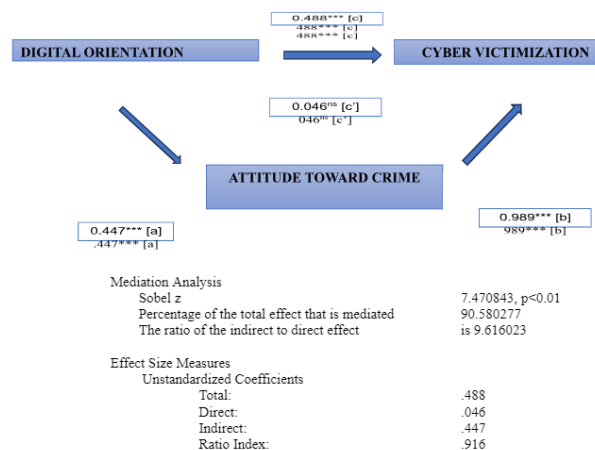 0.488*** [c]
488*** [c]
488*** [c]
DIGITAL ORIENTATION
CYBER VICTIMIZATION
0.046ⁿˢ [c']
046ⁿˢ [c']
ATTITUDE TOWARD CRIME
0.447*** [a]
.447*** [a]
0.989*** [b]
989*** [b]
Mediation Analysis
Sobel z 7.470843, p<0.01
Percentage of the total effect that is mediated 90.580277
The ratio of the indirect to direct effect is 9.616023
Effect Size Measures
Unstandardized Coefficients
Total: .488
Direct: .046
Indirect: .447
Ratio Index: .916